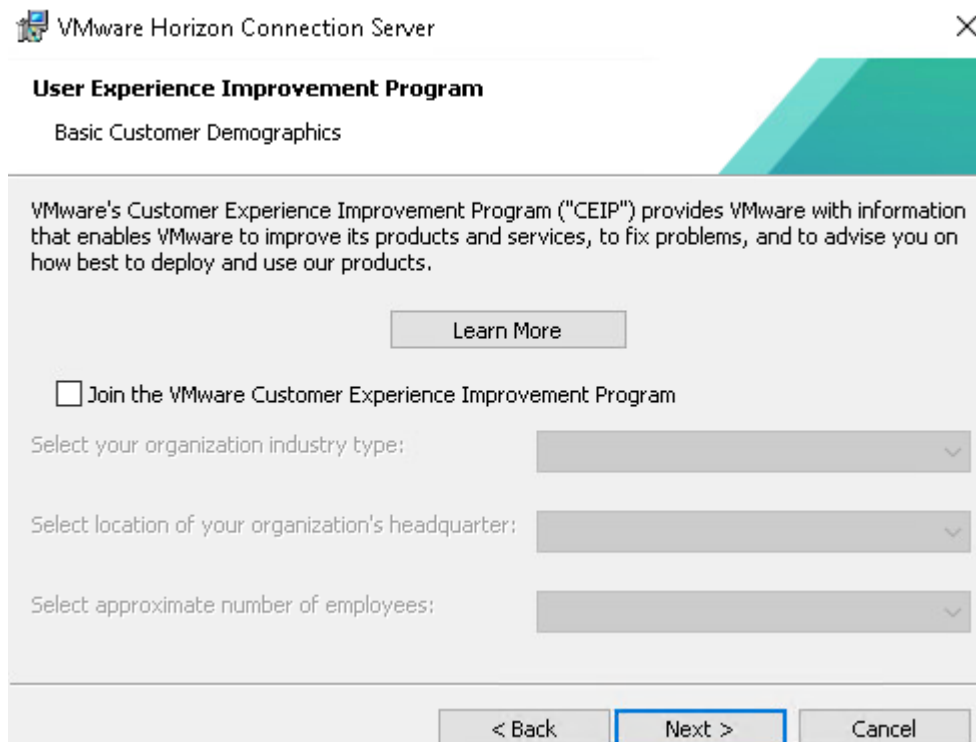 VMware Horizon Connection Server
User Experience Improvement Program
Basic Customer Demographics
VMware's Customer Experience Improvement Program ("CEIP") provides VMware with information
that enables VMware to improve its products and services, to fix problems, and to advise you on
how best to deploy and use our products.
Learn More
Join the VMware Customer Experience Improvement Program
Select your organization industry type:
Select location of your organization's headquarter:
Select approximate number of employees:
< Back Next > Cancel